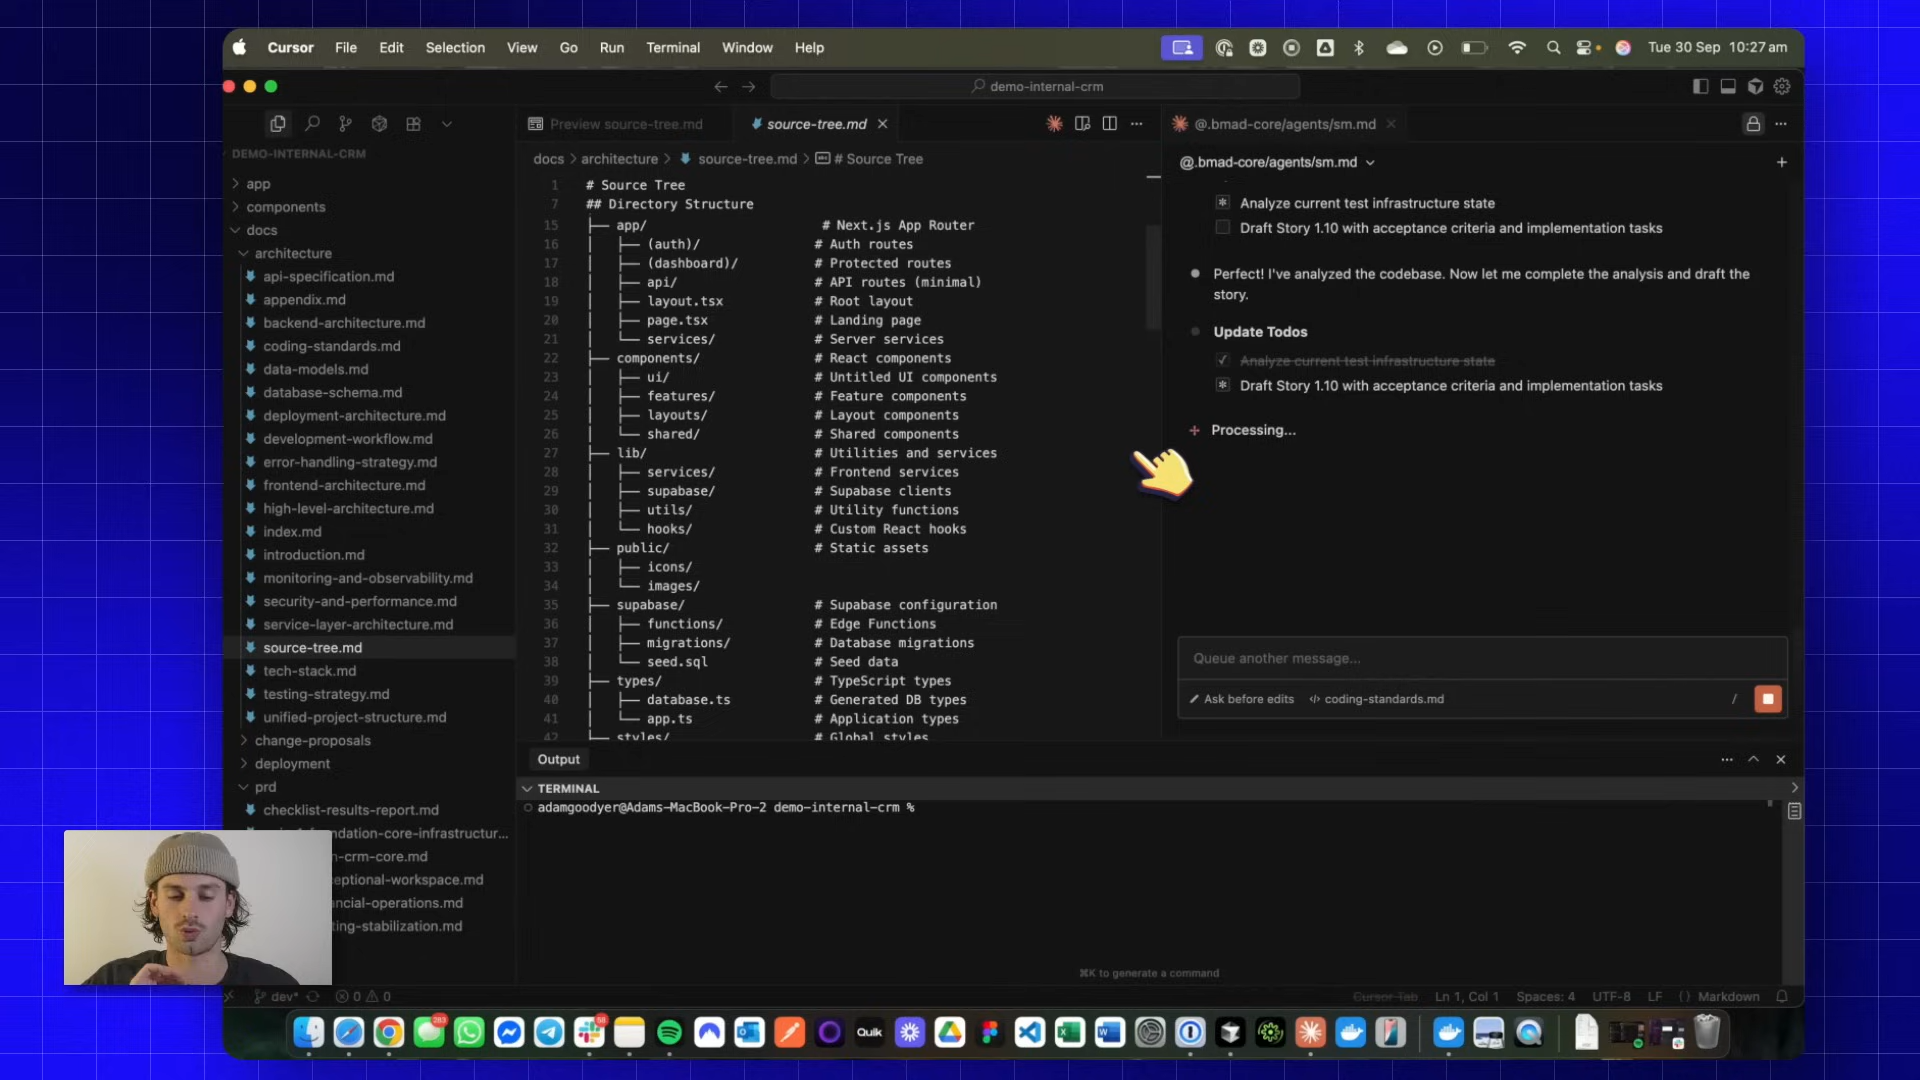 Cursor File Edit Selection View Go Run Terminal Window Help Tue 30 Sep 10:27 am
demo-internal-crm
DEMO-INTERNAL-CRM
app
components
docs
architecture
api-specification.md
appendix.md
backend-architecture.md
coding-standards.md
data-models.md
database-schema.md
deployment-architecture.md
development-workflow.md
error-handling-strategy.md
frontend-architecture.md
high-level-architecture.md
index.md
introduction.md
monitoring-and-observability.md
security-and-performance.md
service-layer-architecture.md
source-tree.md
tech-stack.md
testing-strategy.md
unified-project-structure.md
change-proposals
deployment
prd
checklist-results-report.md
ndation-core-infrastructur...
-crm-core.md
eptional-workspace.md
ncial-operations.md
ting-stabilization.md
Preview source-tree.md source-tree.md
docs > architecture > source-tree.md > # Source Tree
1 # Source Tree
7 ## Directory Structure
15 ├── app/ # Next.js App Router
16 │ ├── (auth)/ # Auth routes
17 │ ├── (dashboard)/ # Protected routes
18 │ ├── api/ # API routes (minimal)
19 │ ├── layout.tsx # Root layout
20 │ ├── page.tsx # Landing page
21 │ └── services/ # Server services
22 ├── components/ # React components
23 │ ├── ui/ # Untitled UI components
24 │ ├── features/ # Feature components
25 │ ├── layouts/ # Layout components
26 │ └── shared/ # Shared components
27 ├── lib/ # Utilities and services
28 │ ├── services/ # Frontend services
29 │ ├── supabase/ # Supabase clients
30 │ ├── utils/ # Utility functions
31 │ └── hooks/ # Custom React hooks
32 ├── public/ # Static assets
33 │ ├── icons/
34 │ └── images/
35 ├── supabase/ # Supabase configuration
36 │ ├── functions/ # Edge Functions
37 │ ├── migrations/ # Database migrations
38 │ └── seed.sql # Seed data
39 ├── types/ # TypeScript types
40 │ ├── database.ts # Generated DB types
41 │ └── app.ts # Application types
42 ├── styles/ # Global styles
@.bmad-core/agents/sm.md
@.bmad-core/agents/sm.md
Analyze current test infrastructure state
Draft Story 1.10 with acceptance criteria and implementation tasks
Perfect! I've analyzed the codebase. Now let me complete the analysis and draft the
story.
Update Todos
Analyze current test infrastructure state
Draft Story 1.10 with acceptance criteria and implementation tasks
Processing...
Queue another message...
Ask before edits coding-standards.md /
Output
TERMINAL
adamgoodyer@Adams-MacBook-Pro-2 demo-internal-crm %
⌘K to generate a command
dev* 0 0 Cursor Tab Ln 1, Col 1 Spaces: 4 UTF-8 LF {} Markdown
283
58
Quik